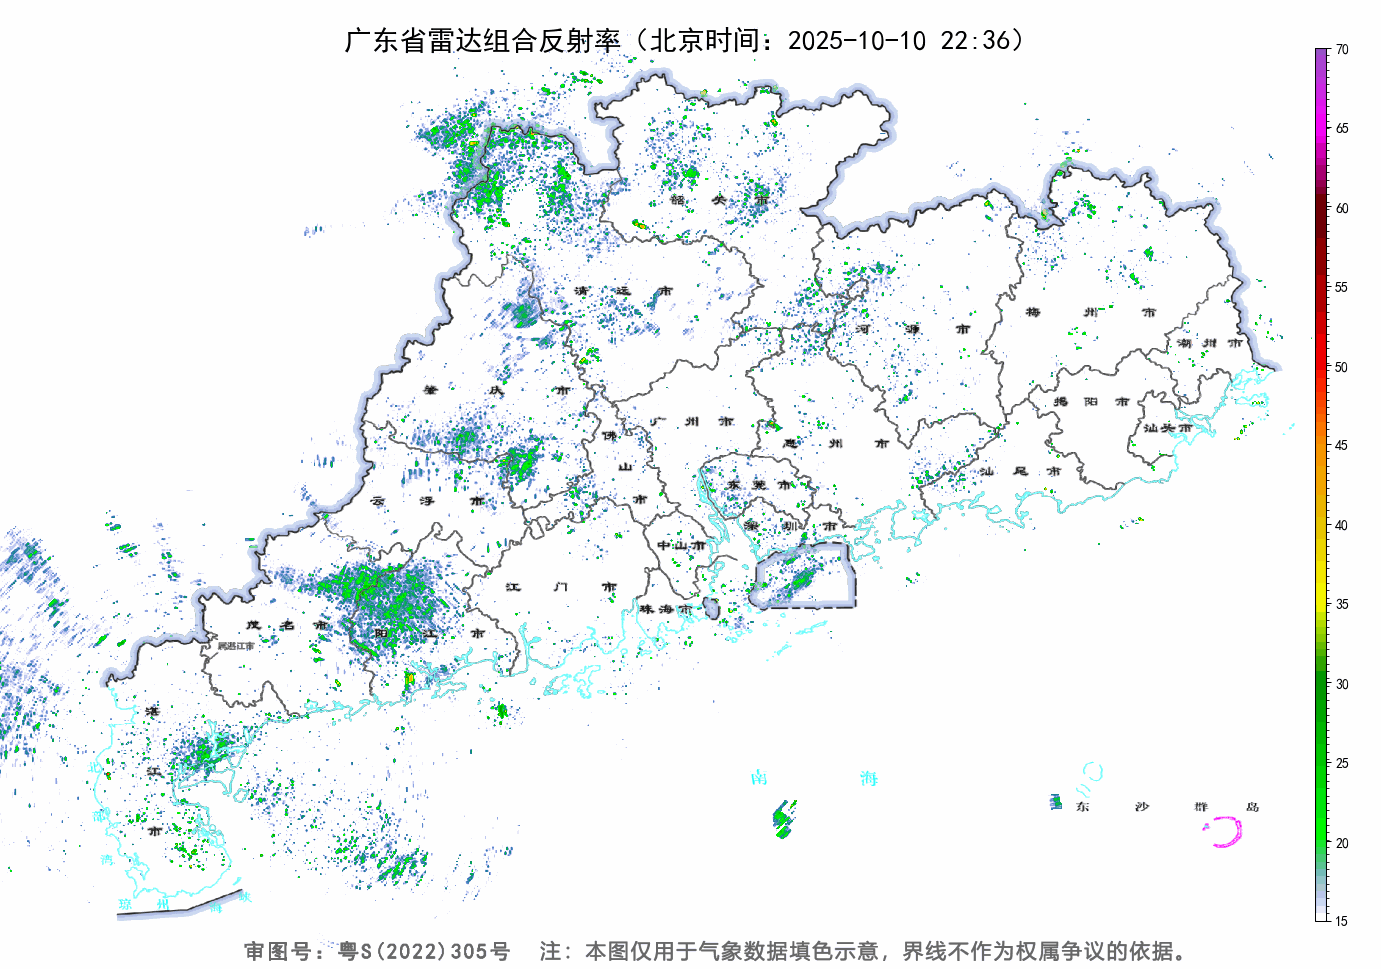 广东省雷达组合反射率（北京时间：2025-10-10 22:36）
70
65
60
55
50
45
40
35
30
25
20
15
韶关市
清远市
河源市
梅州市
潮州市
肇庆市
广州市
佛山市
惠州市
揭阳市
汕头市
云浮市
东莞市
汕尾市
深圳市
中山市
江门市
珠海市
茂名市
阳江市
属湛江市
湛江市
北部湾
南海
东沙群岛
琼州海峡
审图号：粤S(2022)305号 注：本图仅用于气象数据填色示意，界线不作为权属争议的依据。